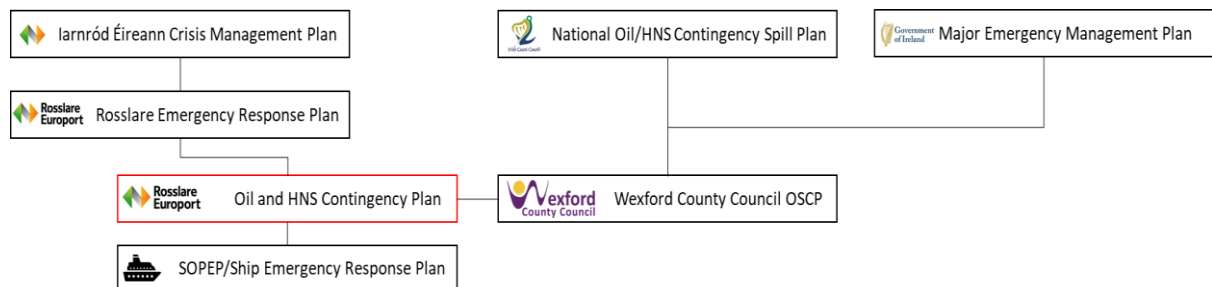 Iarnród Éireann Crisis Management Plan
National Oil/HNS Contingency Spill Plan
Government
of Ireland
Major Emergency Management Plan
Rosslare
Europort
Rosslare Emergency Response Plan
Rosslare
Europort
Oil and HNS Contingency Plan
Wexford
County Council
Wexford County Council OSCP
SOPEP/Ship Emergency Response Plan